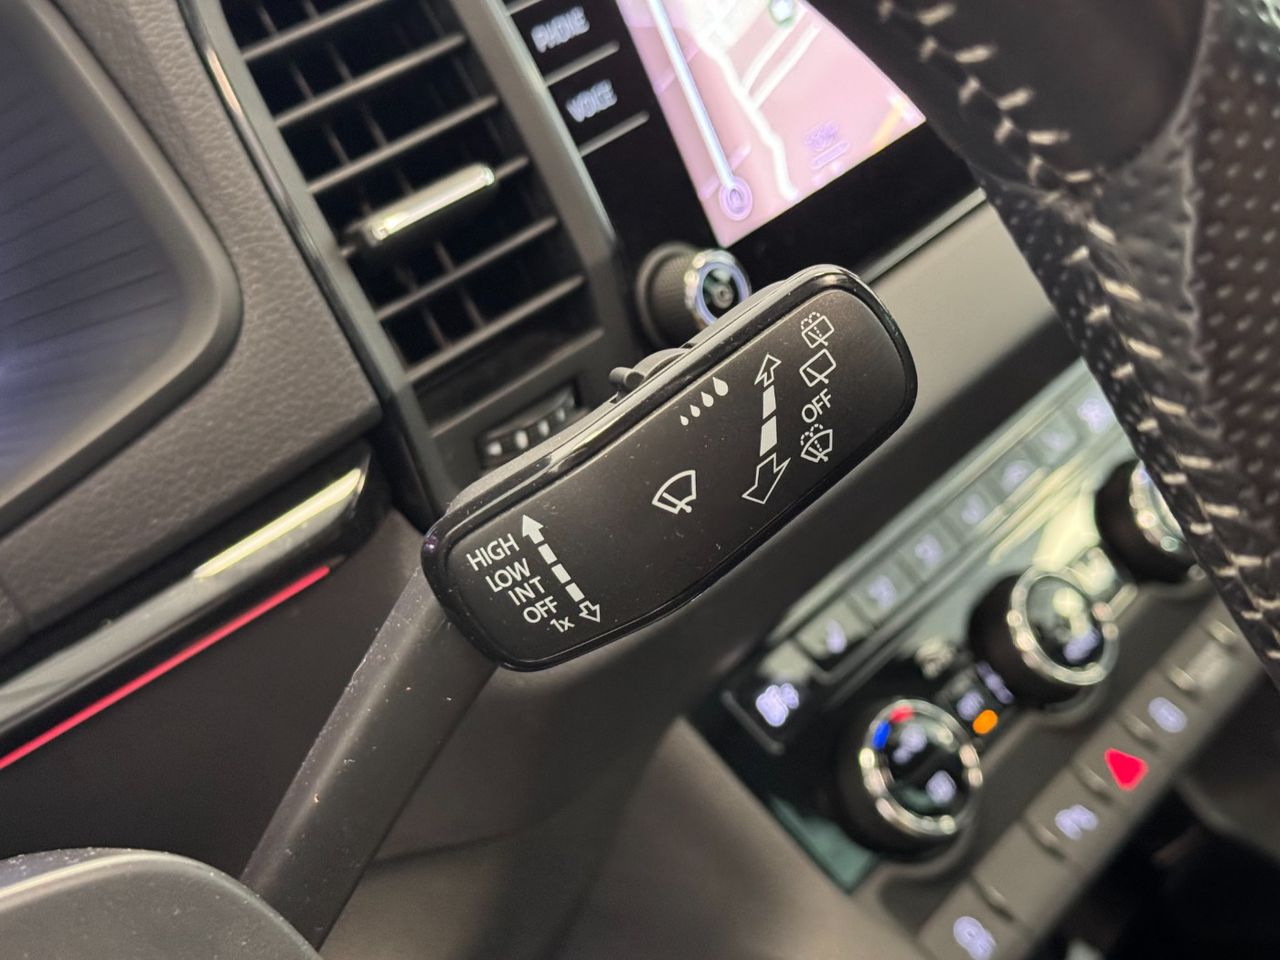 PHONE
VOICE
OFF
HIGH
LOW
INT
OFF
1x